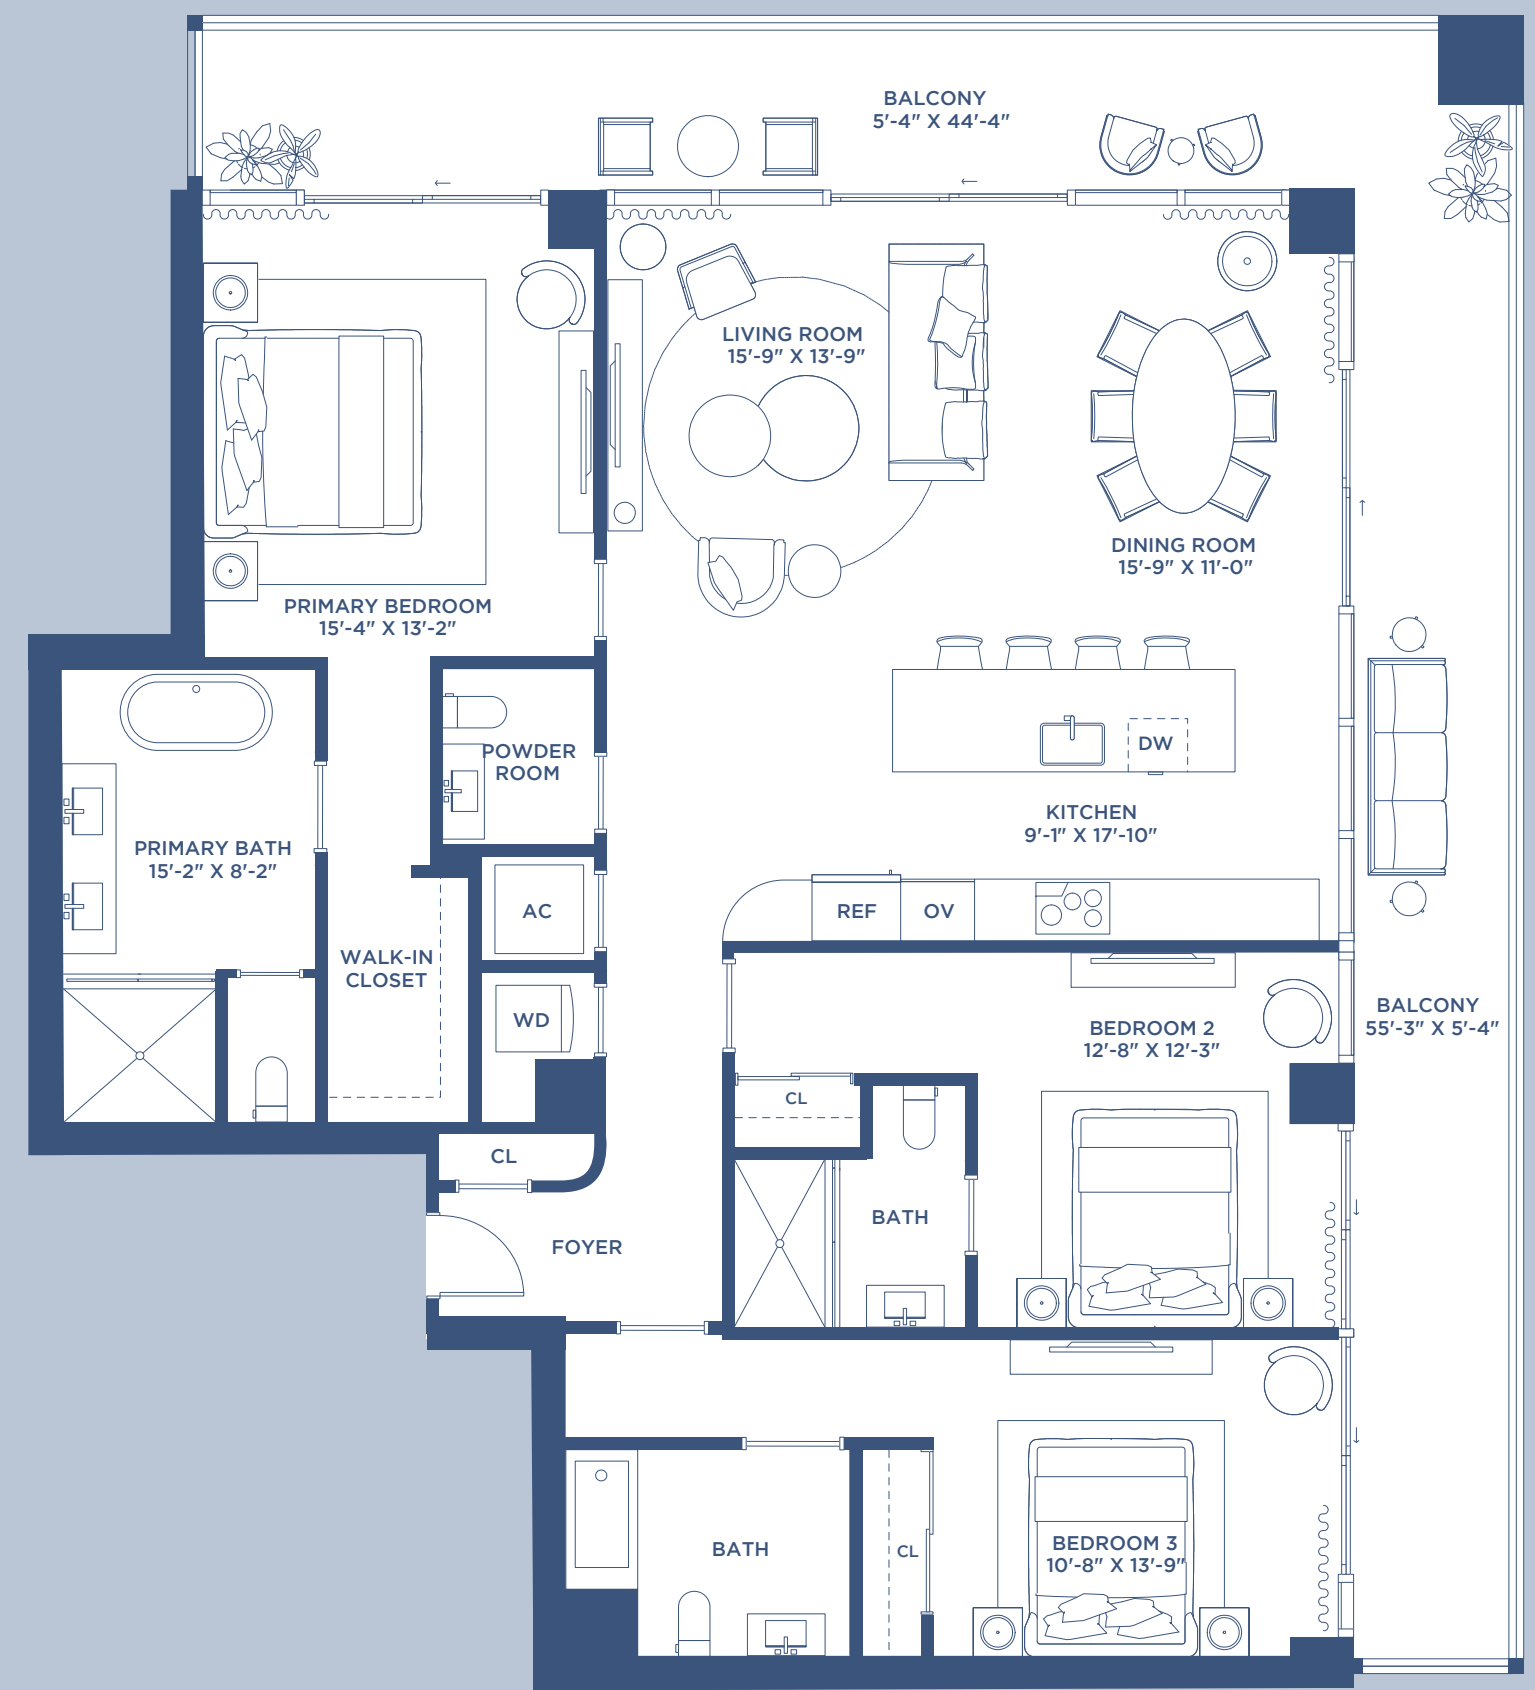 BALCONY
5'-4" X 44'-4"
LIVING ROOM
15'-9" X 13'-9"
DINING ROOM
15'-9" X 11'-0"
PRIMARY BEDROOM
15'-4" X 13'-2"
POWDER
ROOM
DW
KITCHEN
9'-1" X 17'-10"
PRIMARY BATH
15'-2" X 8'-2"
AC
REF
OV
WALK-IN
CLOSET
WD
BALCONY
55'-3" X 5'-4"
BEDROOM 2
12'-8" X 12'-3"
CL
CL
BATH
FOYER
BATH
CL
BEDROOM 3
10'-8" X 13'-9"